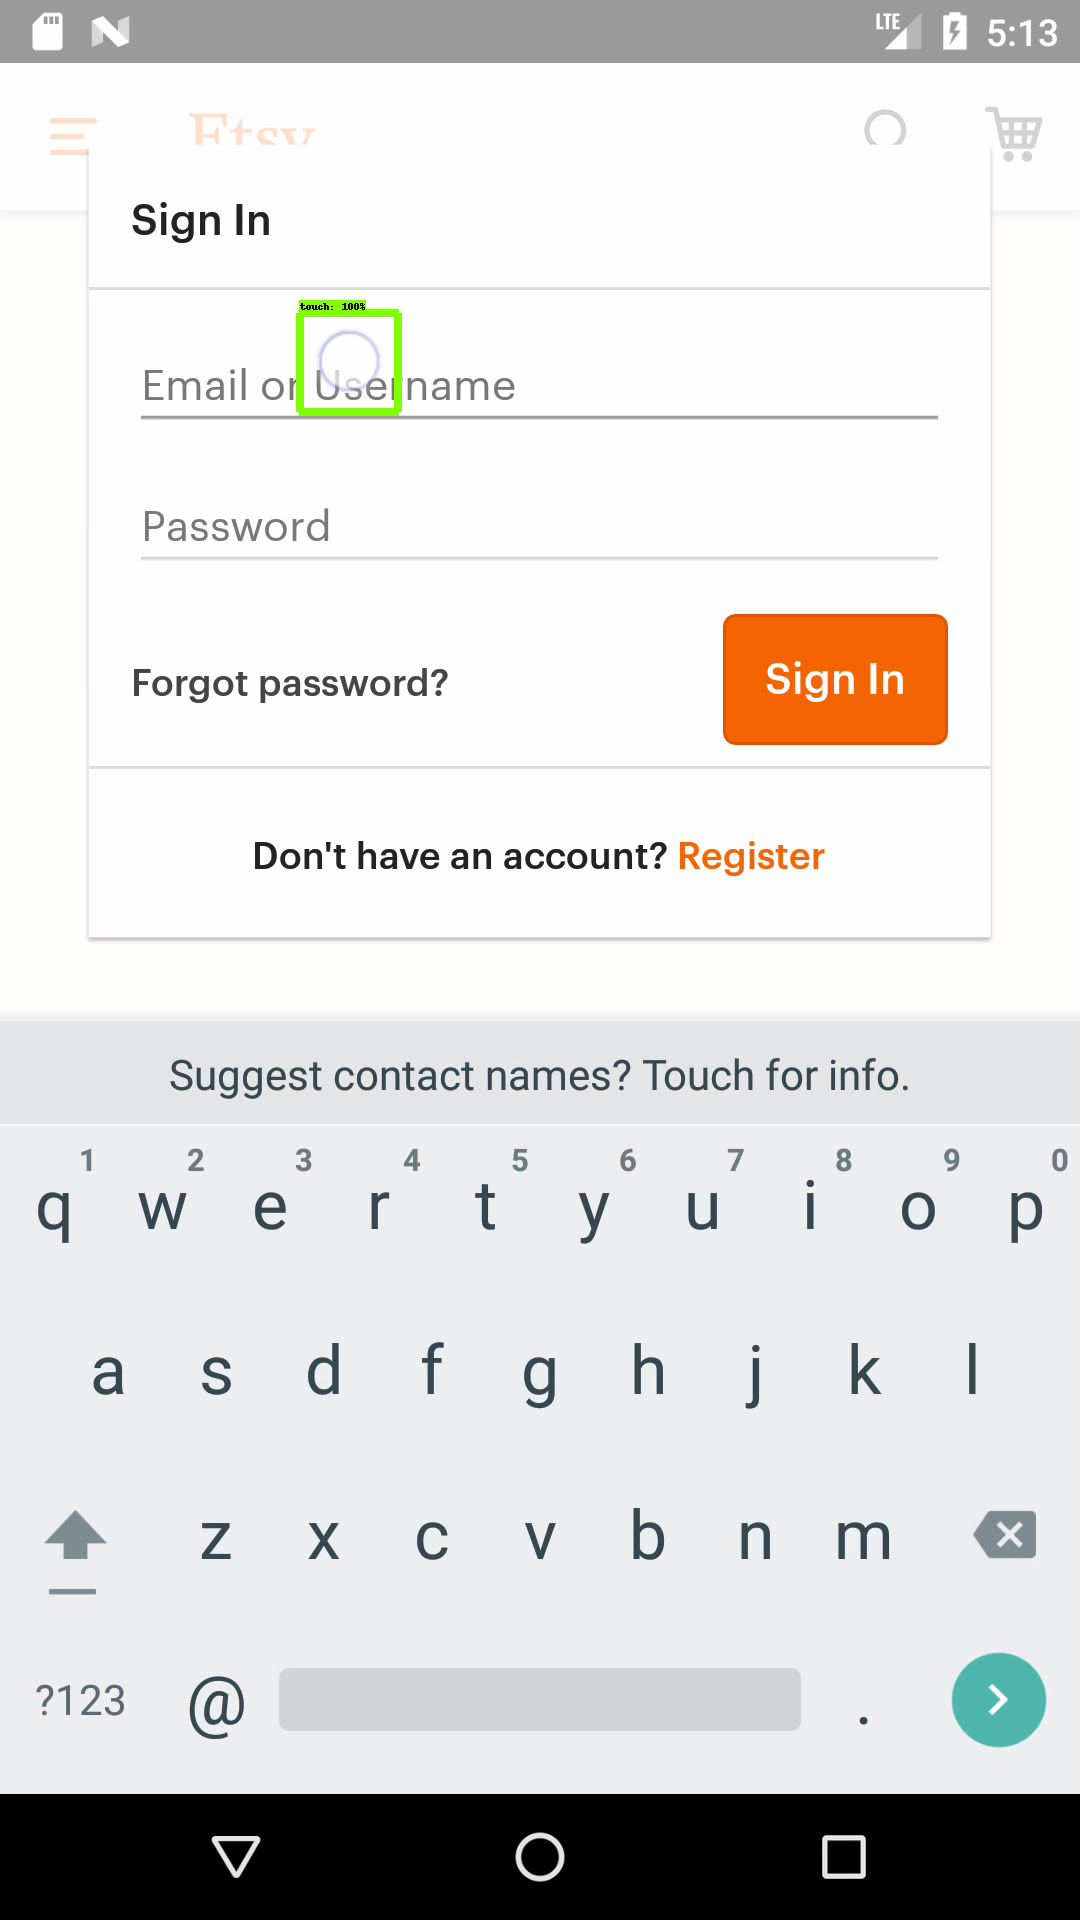 LTE 5:13
Etsy
Sign In
touch: 100%
Email or Username
Password
Forgot password?
Sign In
Don't have an account? Register
Suggest contact names? Touch for info.
1 2 3 4 5 6 7 8 9 0
q w e r t y u i o p
a s d f g h j k l
z x c v b n m
?123 @ .